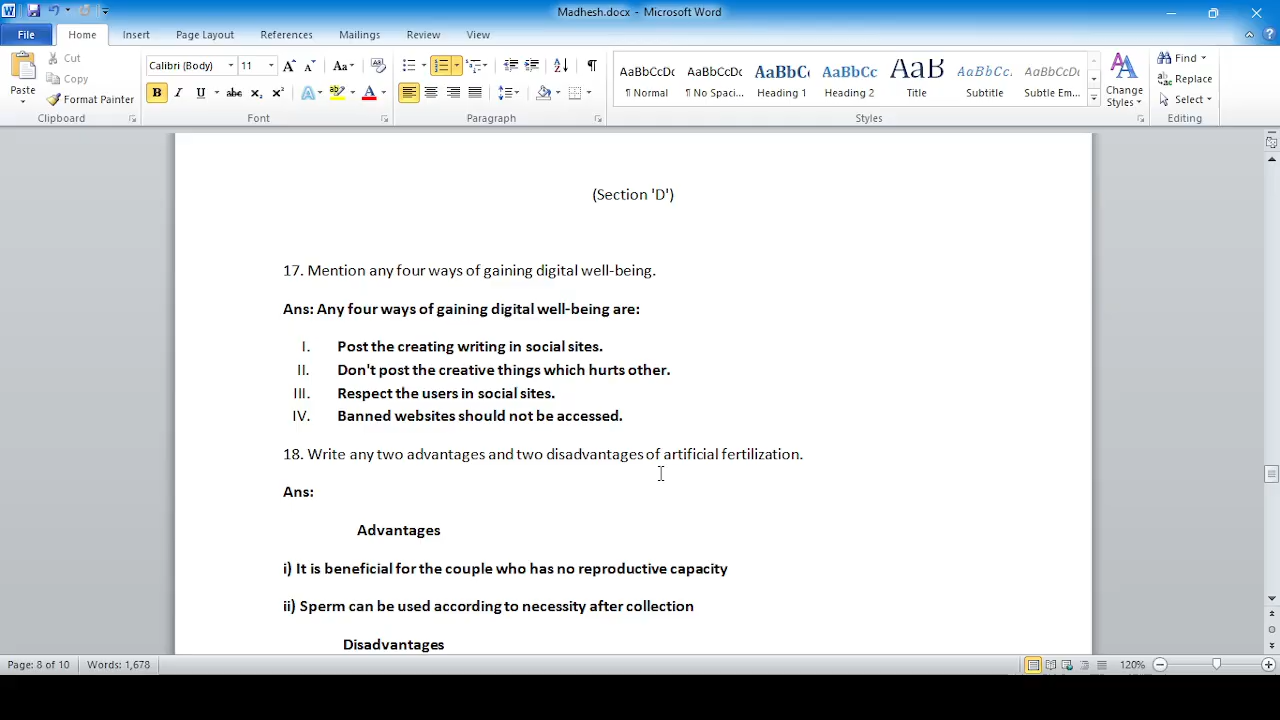 Madhesh.docx - Microsoft Word
File Home Insert Page Layout References Mailings Review View
Paste Cut Copy Format Painter
Clipboard
Calibri (Body) 11
Font
Paragraph
AaBbCcDc AaBbCcDc AaBbC AaBbCc AaB AaBbCc. AaBbCcDc
¶ Normal ¶ No Spaci... Heading 1 Heading 2 Title Subtitle Subtle Em...
Styles
Change Styles
Find Replace Select
Editing
(Section 'D')
17. Mention any four ways of gaining digital well-being.
Ans: Any four ways of gaining digital well-being are:
I. Post the creating writing in social sites.
II. Don't post the creative things which hurts other.
III. Respect the users in social sites.
IV. Banned websites should not be accessed.
18. Write any two advantages and two disadvantages of artificial fertilization.
Ans:
Advantages
i) It is beneficial for the couple who has no reproductive capacity
ii) Sperm can be used according to necessity after collection
Disadvantages
Page: 8 of 10 Words: 1,678 120%